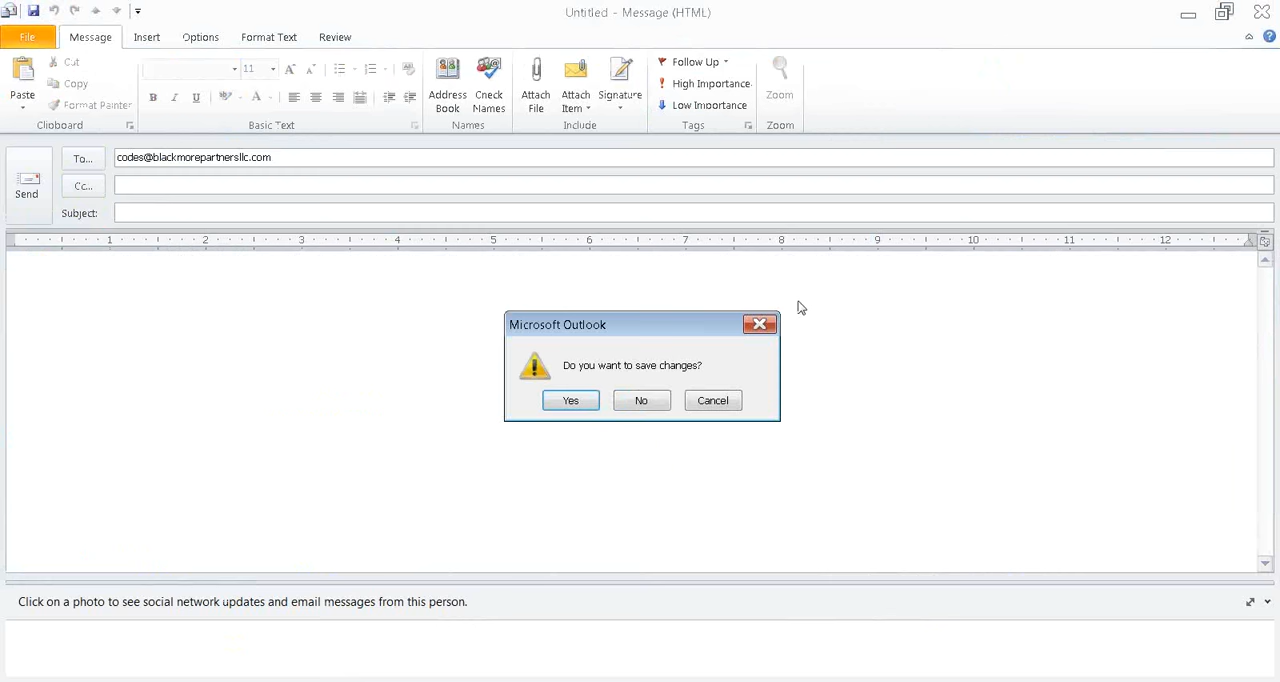 Untitled - Message (HTML)
File Message Insert Options Format Text Review
Paste
Cut
Copy
Format Painter
Clipboard
11
B I U
Basic Text
Address Book
Check Names
Names
Attach File
Attach Item
Signature
Include
Follow Up
High Importance
Low Importance
Tags
Zoom
Zoom
Send
To... codes@blackmorepartnersllc.com
Cc...
Subject:
1 2 3 4 5 6 7 8 9 10 11 12
Microsoft Outlook
Do you want to save changes?
Yes No Cancel
Click on a photo to see social network updates and email messages from this person.